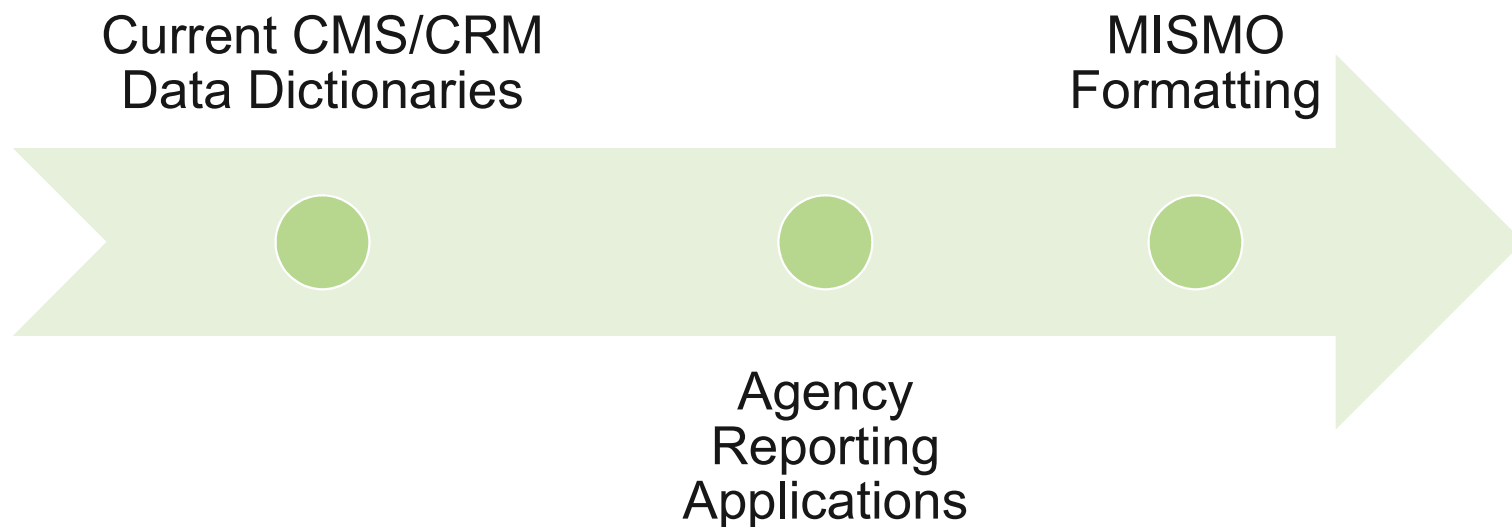 Current CMS/CRM
Data Dictionaries
Agency
Reporting
Applications
MISMO
Formatting